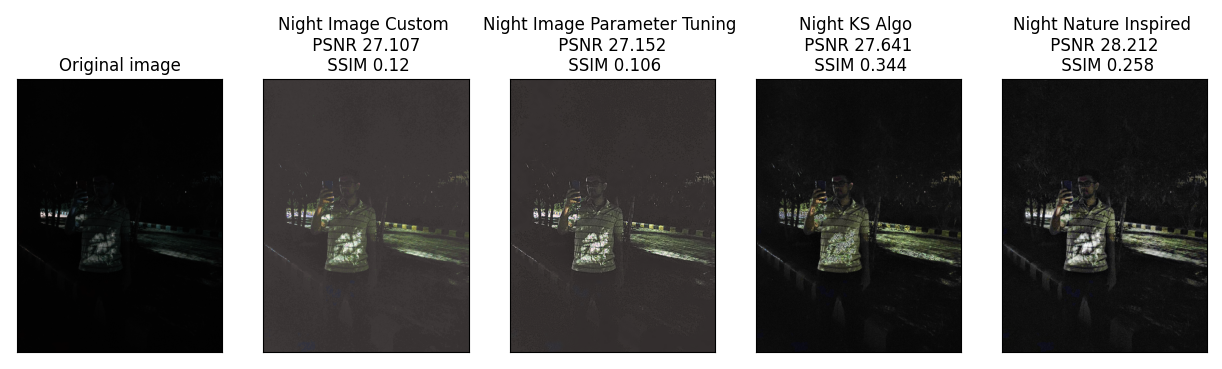 Original image
Night Image Custom
PSNR 27.107
SSIM 0.12
Night Image Parameter Tuning
PSNR 27.152
SSIM 0.106
Night KS Algo
PSNR 27.641
SSIM 0.344
Night Nature Inspired
PSNR 28.212
SSIM 0.258